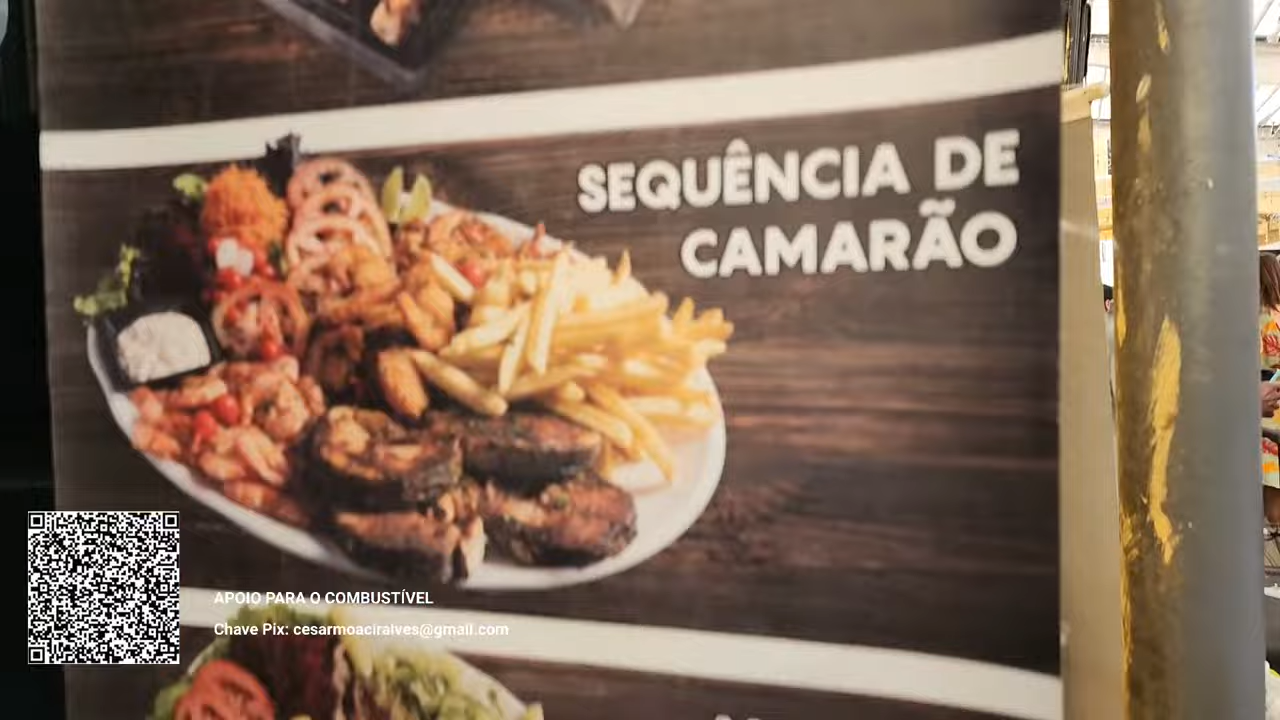 SEQUÊNCIA DE
CAMARÃO
APOIO PARA O COMBUSTÍVEL
Chave Pix: cesarmoaciralves@gmail.com